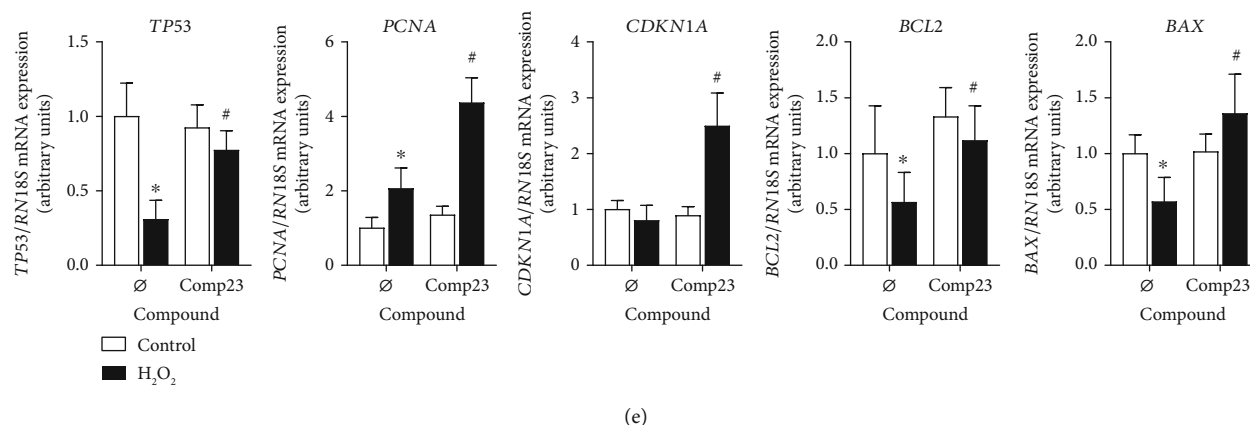 TP53
TP53/RN18S mRNA expression
(arbitrary units)
1.5
1.0
0.5
0.0
*
#
Ø
Comp23
Compound
PCNA
PCNA/RN18S mRNA expression
(arbitrary units)
6
4
2
0
*
#
Ø
Comp23
Compound
CDKN1A
CDKN1A/RN18S mRNA expression
(arbitrary units)
4
3
2
1
0
#
Ø
Comp23
Compound
BCL2
BCL2/RN18S mRNA expression
(arbitrary units)
2.0
1.5
1.0
0.5
0.0
*
#
Ø
Comp23
Compound
BAX
BAX/RN18S mRNA expression
(arbitrary units)
2.0
1.5
1.0
0.5
0.0
*
#
Ø
Comp23
Compound
Control
H₂O₂
(e)